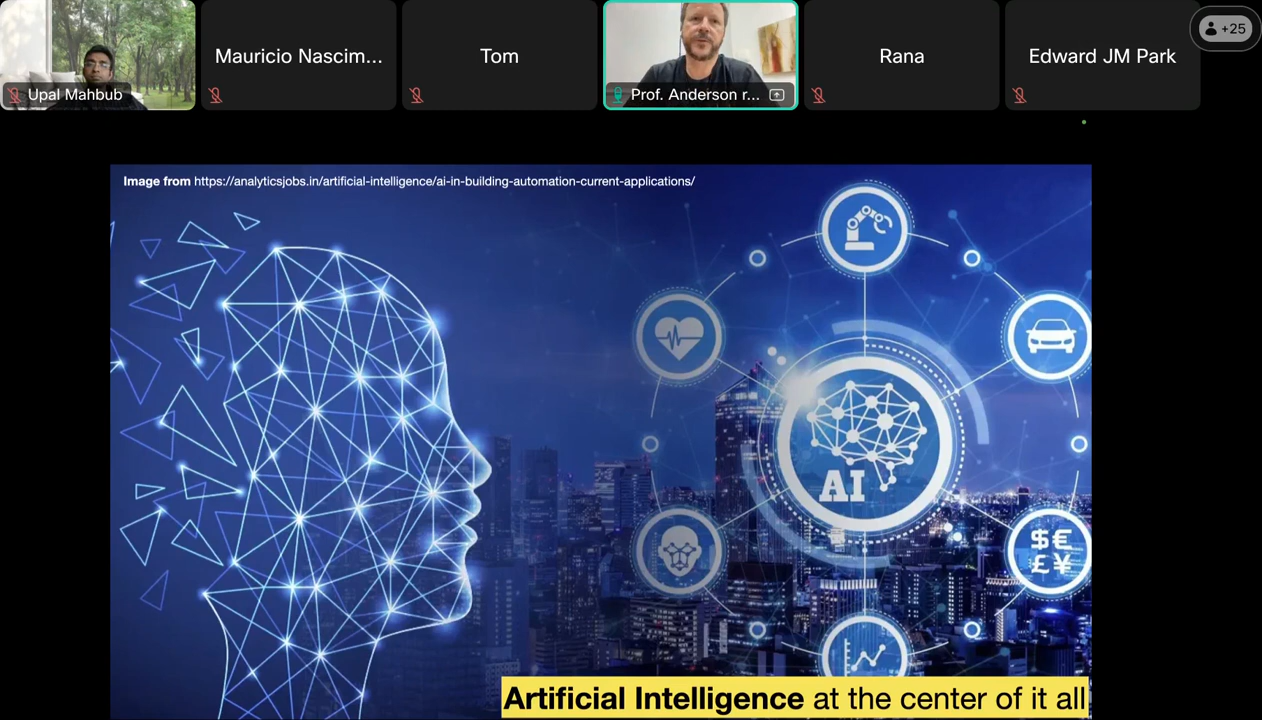 Upal Mahbub
Mauricio Nascim...
Tom
Prof. Anderson r...
Rana
Edward JM Park
+25
Image from https://analyticsjobs.in/artificial-intelligence/ai-in-building-automation-current-applications/
AI
$€
£¥
Artificial Intelligence at the center of it all